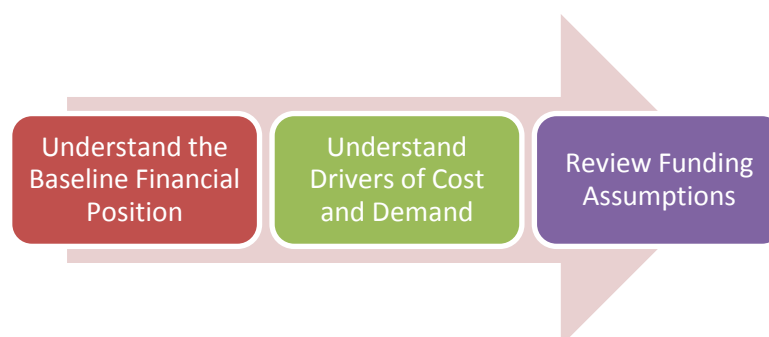 Understand the
Baseline Financial
Position
Understand
Drivers of Cost
and Demand
Review Funding
Assumptions